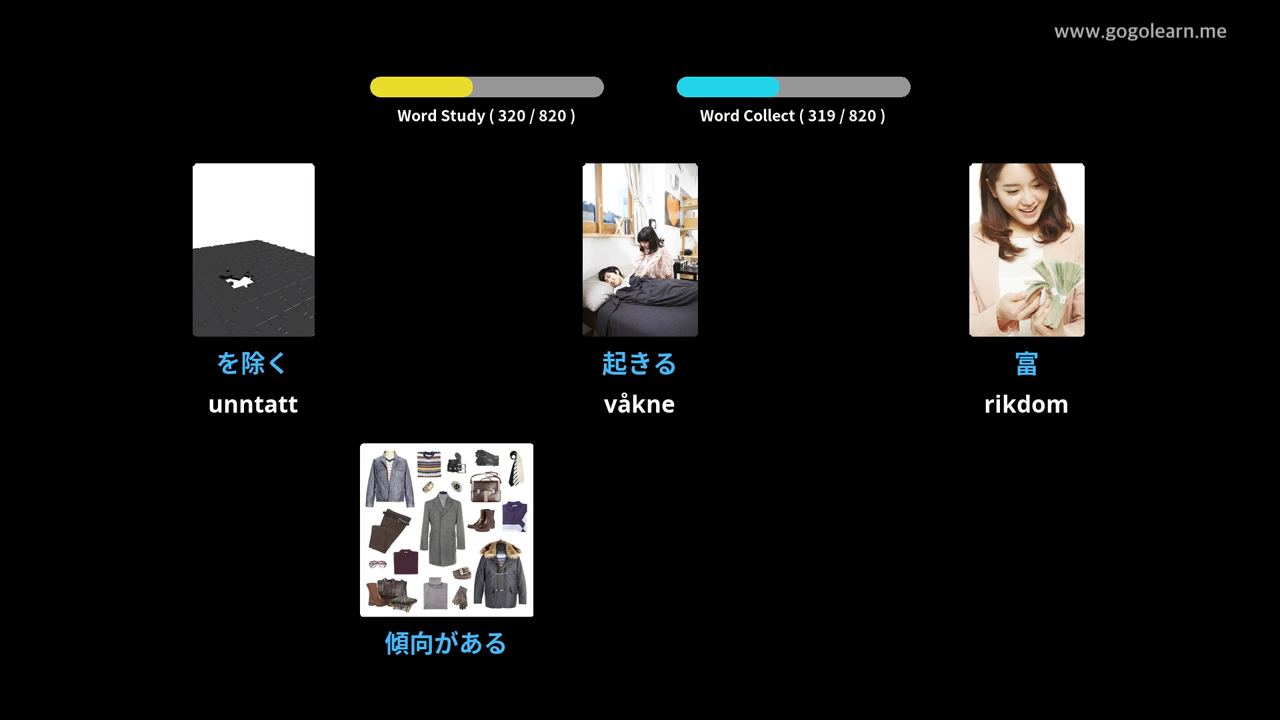 www.gogolearn.me
Word Study ( 320 / 820 )
Word Collect ( 319 / 820 )
を除く
unntatt
起きる
våkne
富
rikdom
傾向がある